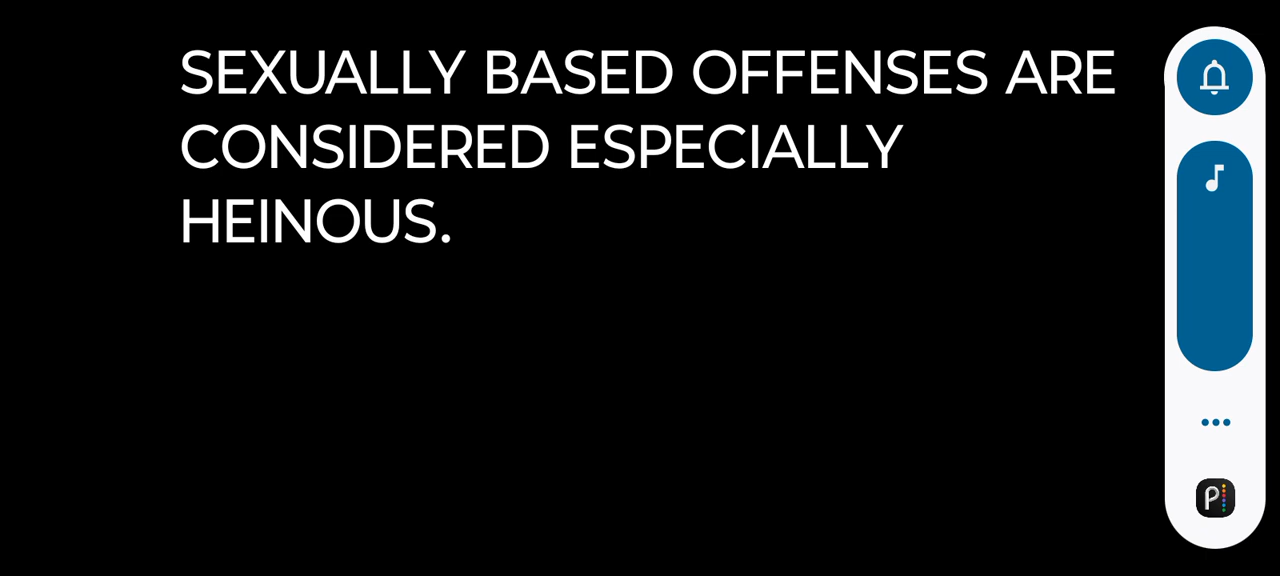 SEXUALLY BASED OFFENSES ARE
CONSIDERED ESPECIALLY
HEINOUS.